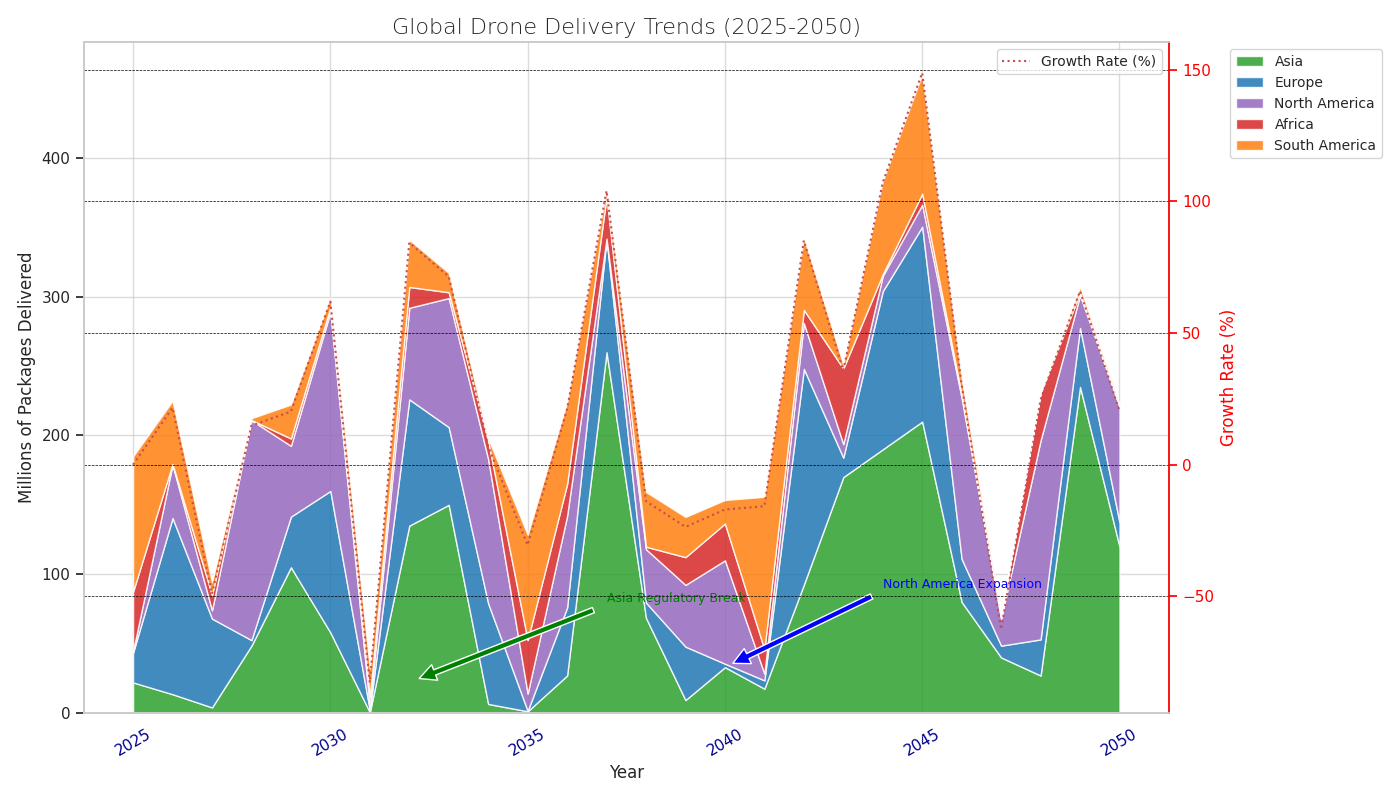 Global Drone Delivery Trends (2025-2050)
Growth Rate (%)
Asia
Europe
North America
Africa
South America
Millions of Packages Delivered
400
300
200
100
0
150
100
50
0
−50
Growth Rate (%)
Asia Regulatory Break
North America Expansion
2025
2030
2035
2040
2045
2050
Year